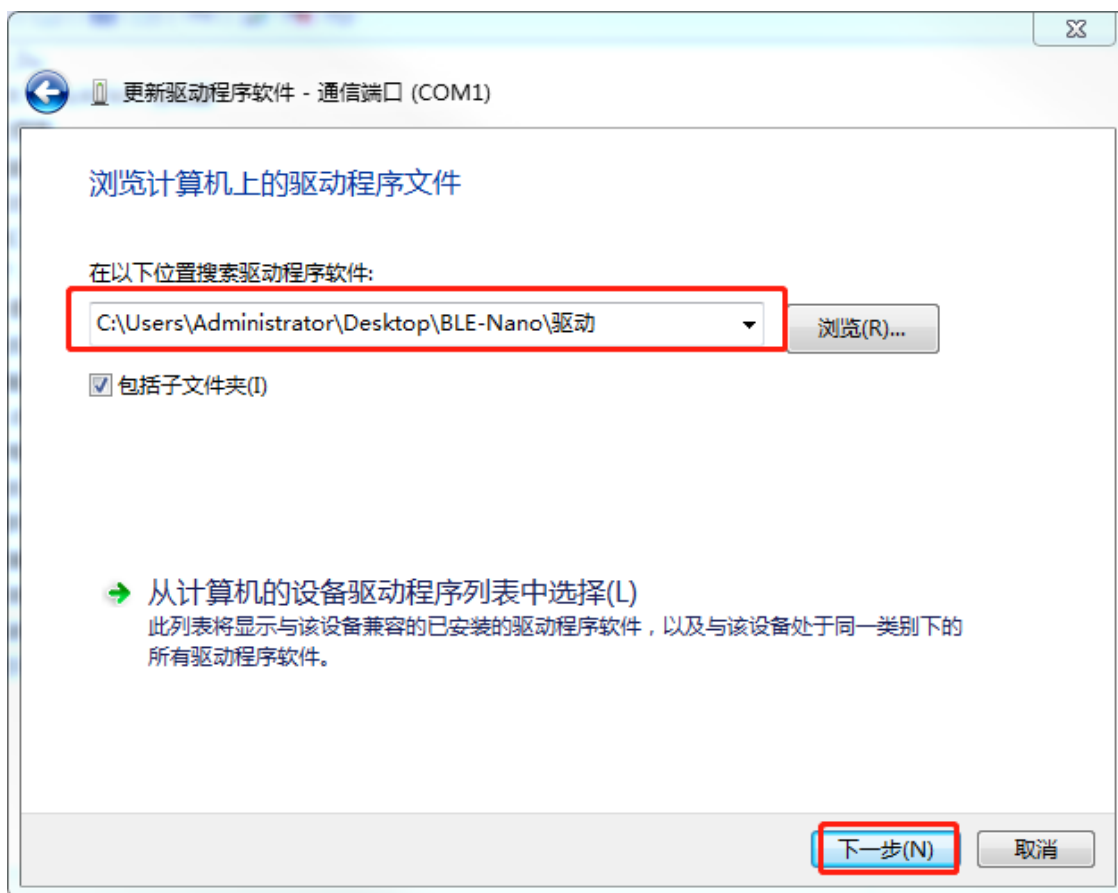 更新驱动程序软件 - 通信端口 (COM1)
浏览计算机上的驱动程序文件
在以下位置搜索驱动程序软件:
C:\Users\Administrator\Desktop\BLE-Nano\驱动
浏览(R)...
包括子文件夹(I)
从计算机的设备驱动程序列表中选择(L)
此列表将显示与该设备兼容的已安装的驱动程序软件，以及与该设备处于同一类别下的
所有驱动程序软件。
下一步(N)
取消